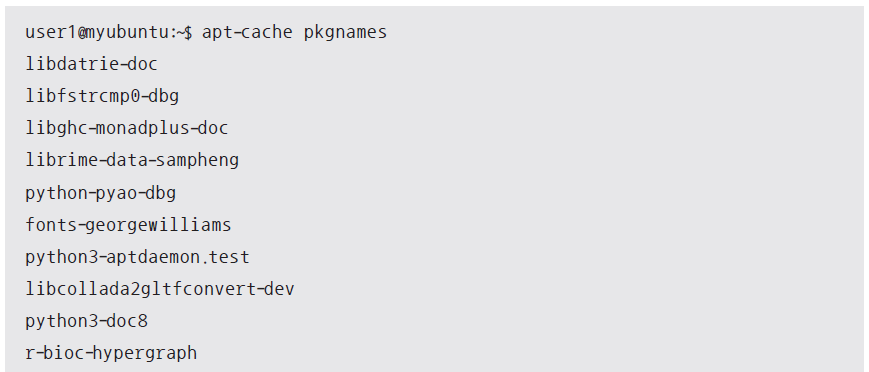 user1@myubuntu:~$ apt-cache pkgnames
libdatrie-doc
libfstrcmp0-dbg
libghc-monadplus-doc
librime-data-sampheng
python-pyao-dbg
fonts-georgewilliams
python3-aptdaemon.test
libcollada2gltfconvert-dev
python3-doc8
r-bioc-hypergraph